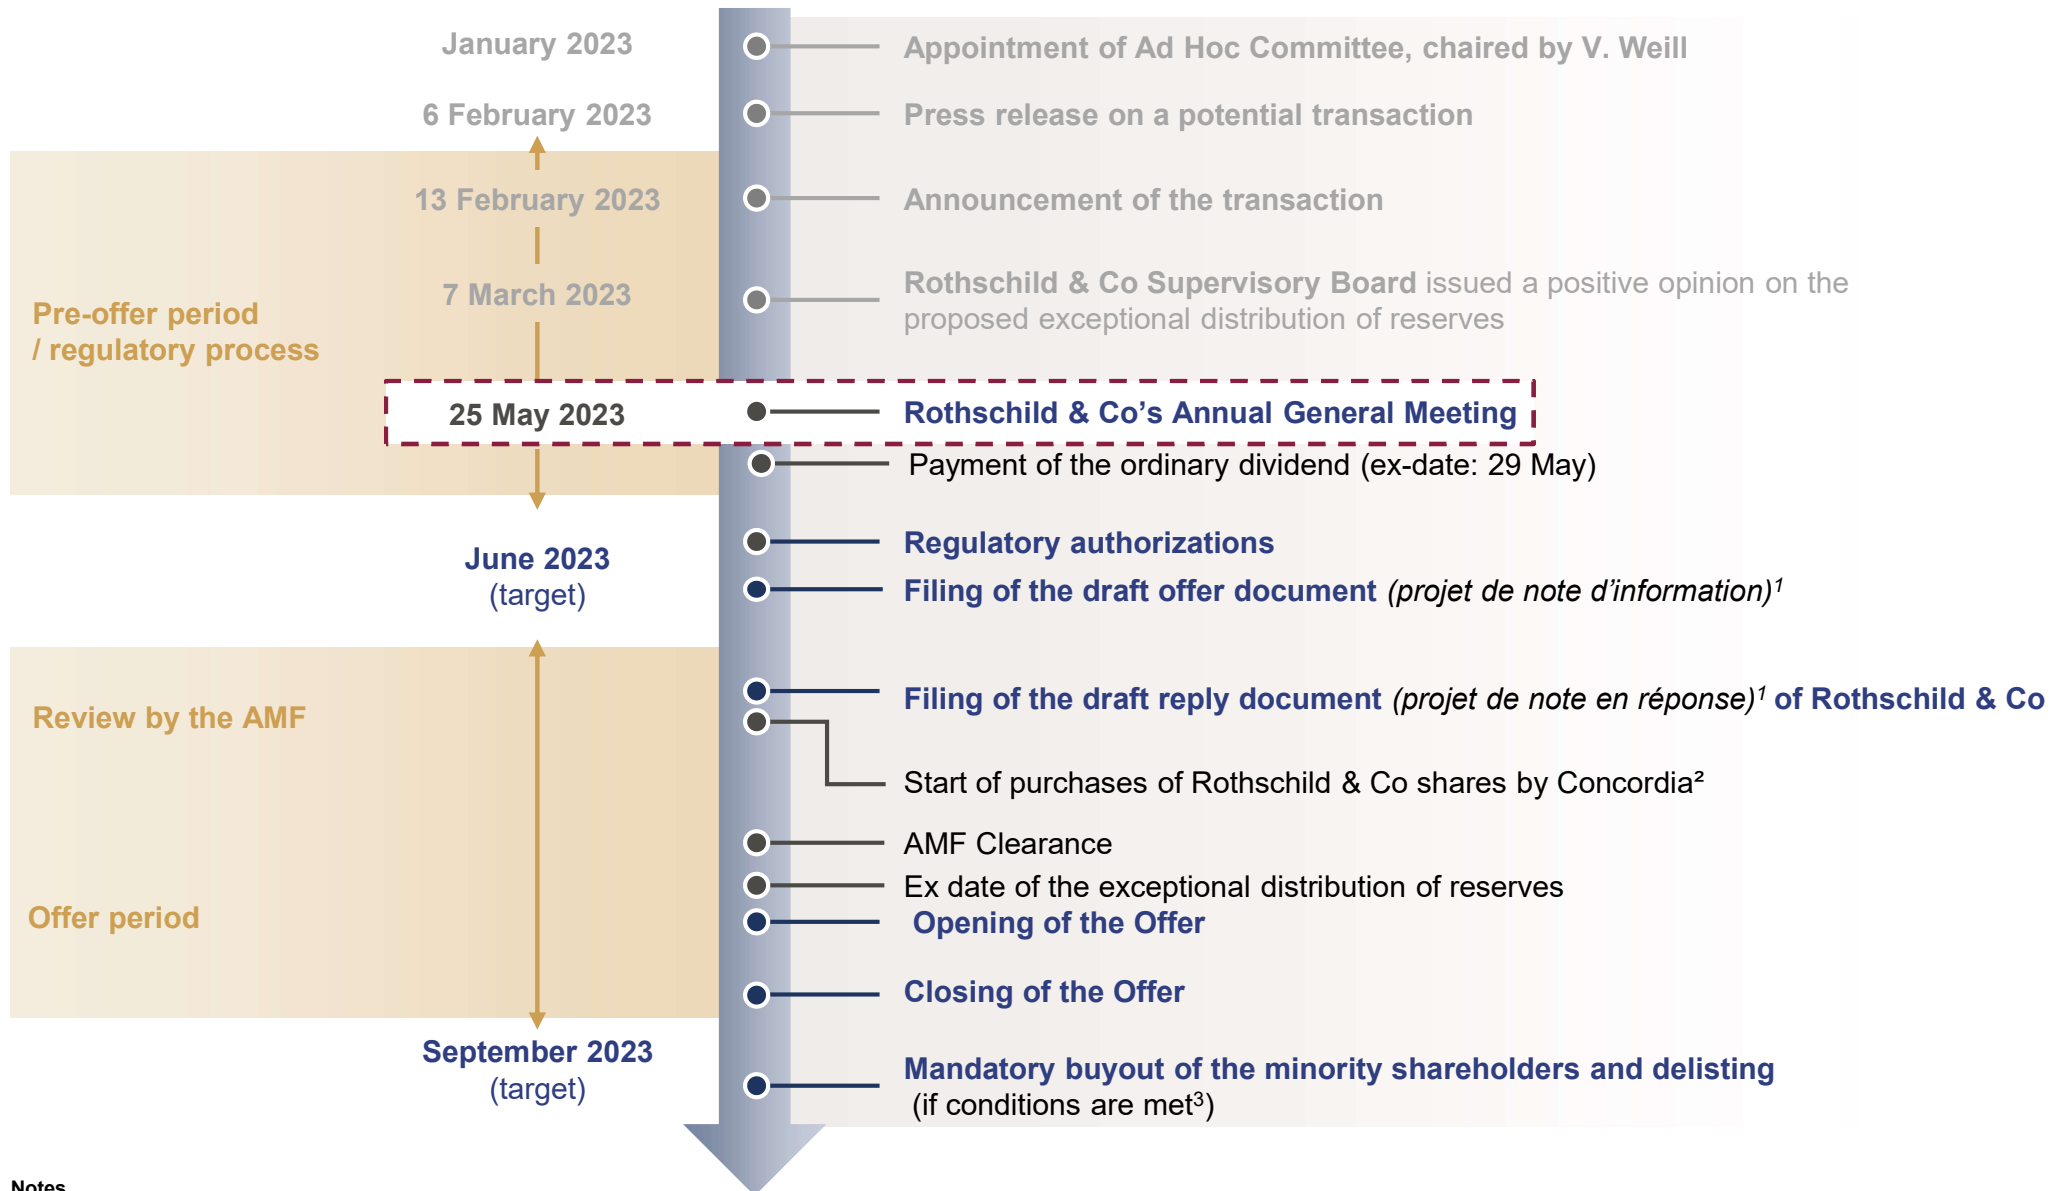 January 2023
Appointment of Ad Hoc Committee, chaired by V. Weill
6 February 2023
Press release on a potential transaction
13 February 2023
Announcement of the transaction
7 March 2023
Rothschild & Co Supervisory Board issued a positive opinion on the
proposed exceptional distribution of reserves
Pre-offer period
/ regulatory process
25 May 2023
Rothschild & Co’s Annual General Meeting
Payment of the ordinary dividend (ex-date: 29 May)
June 2023
(target)
Regulatory authorizations
Filing of the draft offer document (projet de note d’information)¹
Review by the AMF
Filing of the draft reply document (projet de note en réponse)¹ of Rothschild & Co
Start of purchases of Rothschild & Co shares by Concordia²
AMF Clearance
Ex date of the exceptional distribution of reserves
Offer period
Opening of the Offer
Closing of the Offer
September 2023
(target)
Mandatory buyout of the minority shareholders and delisting
(if conditions are met³)
Notes